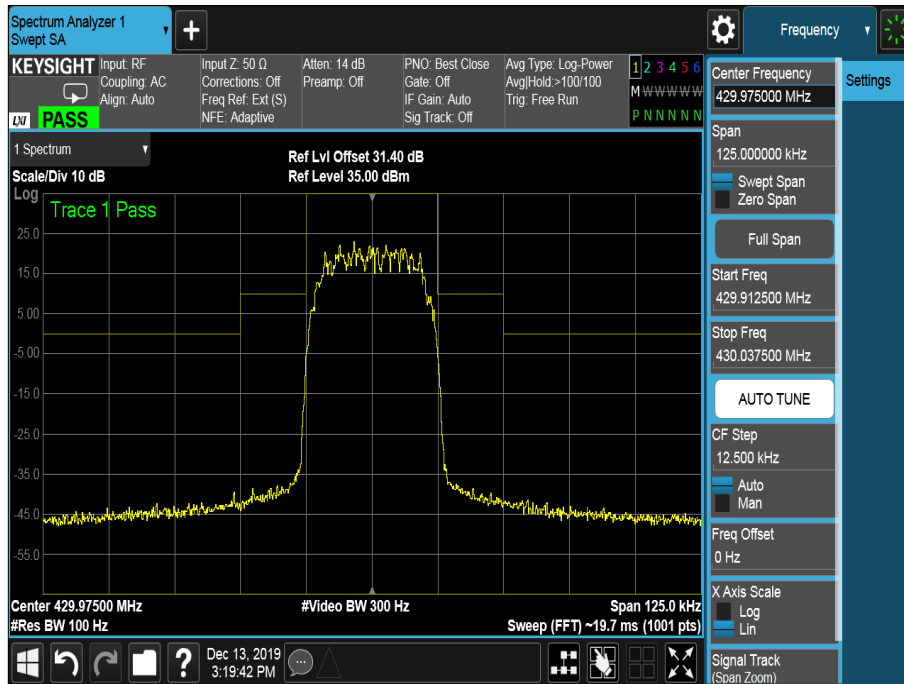 Spectrum Analyzer 1
Swept SA
Frequency
KEYSIGHT
Input: RF
Coupling: AC
Align: Auto
Input Z: 50 Ω
Corrections: Off
Freq Ref: Ext (S)
NFE: Adaptive
Atten: 14 dB
Preamp: Off
PNO: Best Close
Gate: Off
IF Gain: Auto
Sig Track: Off
Avg Type: Log-Power
Avg|Hold:>100/100
Trig: Free Run
1 2 3 4 5 6
M W W W W W
P N N N N N
LXI PASS
1 Spectrum
Scale/Div 10 dB
Ref Lvl Offset 31.40 dB
Ref Level 35.00 dBm
Log
Trace 1 Pass
25.0
15.0
5.00
-5.00
-15.0
-25.0
-35.0
-45.0
-55.0
Center 429.97500 MHz
#Res BW 100 Hz
#Video BW 300 Hz
Span 125.0 kHz
Sweep (FFT) ~19.7 ms (1001 pts)
Dec 13, 2019
3:19:42 PM
Center Frequency
429.975000 MHz
Span
125.000000 kHz
Swept Span
Zero Span
Full Span
Start Freq
429.912500 MHz
Stop Freq
430.037500 MHz
AUTO TUNE
CF Step
12.500 kHz
Auto
Man
Freq Offset
0 Hz
X Axis Scale
Log
Lin
Signal Track
(Span Zoom)
Settings